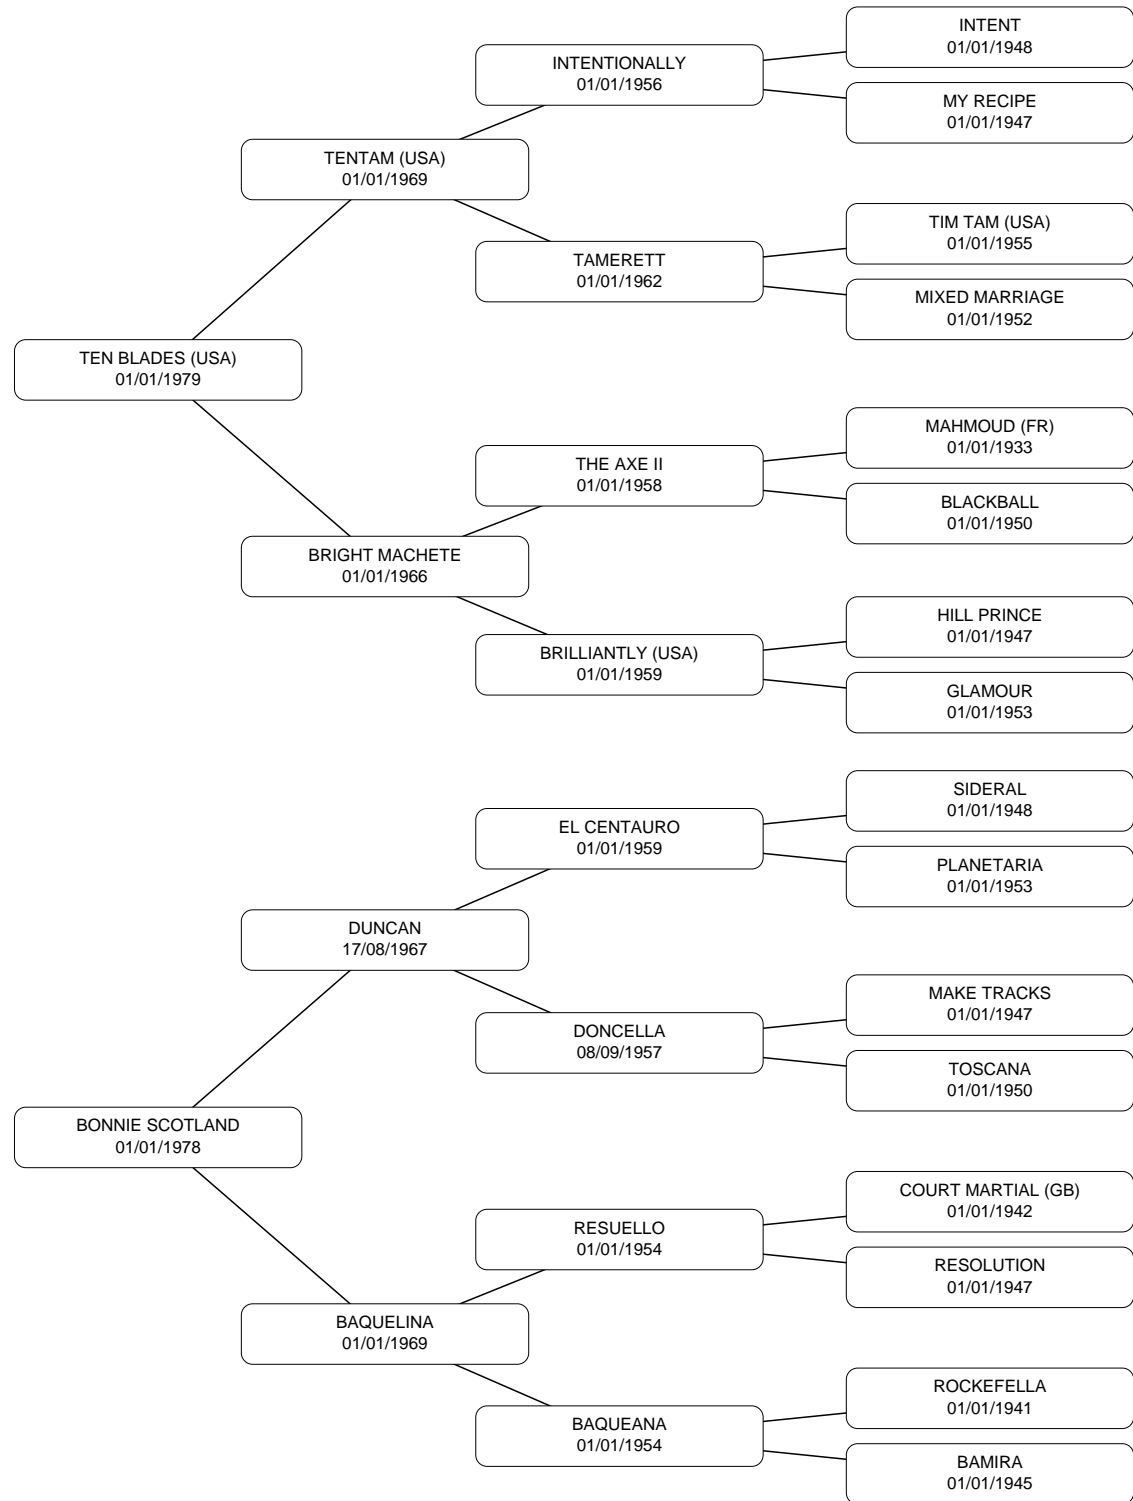 INTENT
01/01/1948
INTENTIONALLY
01/01/1956
MY RECIPE
01/01/1947
TENTAM (USA)
01/01/1969
TIM TAM (USA)
01/01/1955
TAMERETT
01/01/1962
MIXED MARRIAGE
01/01/1952
TEN BLADES (USA)
01/01/1979
MAHMOUD (FR)
01/01/1933
THE AXE II
01/01/1958
BLACKBALL
01/01/1950
BRIGHT MACHETE
01/01/1966
HILL PRINCE
01/01/1947
BRILLIANTLY (USA)
01/01/1959
GLAMOUR
01/01/1953
SIDERAL
01/01/1948
EL CENTAURO
01/01/1959
PLANETARIA
01/01/1953
DUNCAN
17/08/1967
MAKE TRACKS
01/01/1947
DONCELLA
08/09/1957
TOSCANA
01/01/1950
BONNIE SCOTLAND
01/01/1978
COURT MARTIAL (GB)
01/01/1942
RESUELLO
01/01/1954
RESOLUTION
01/01/1947
BAQUELINA
01/01/1969
ROCKEFELLA
01/01/1941
BAQUEANA
01/01/1954
BAMIRA
01/01/1945